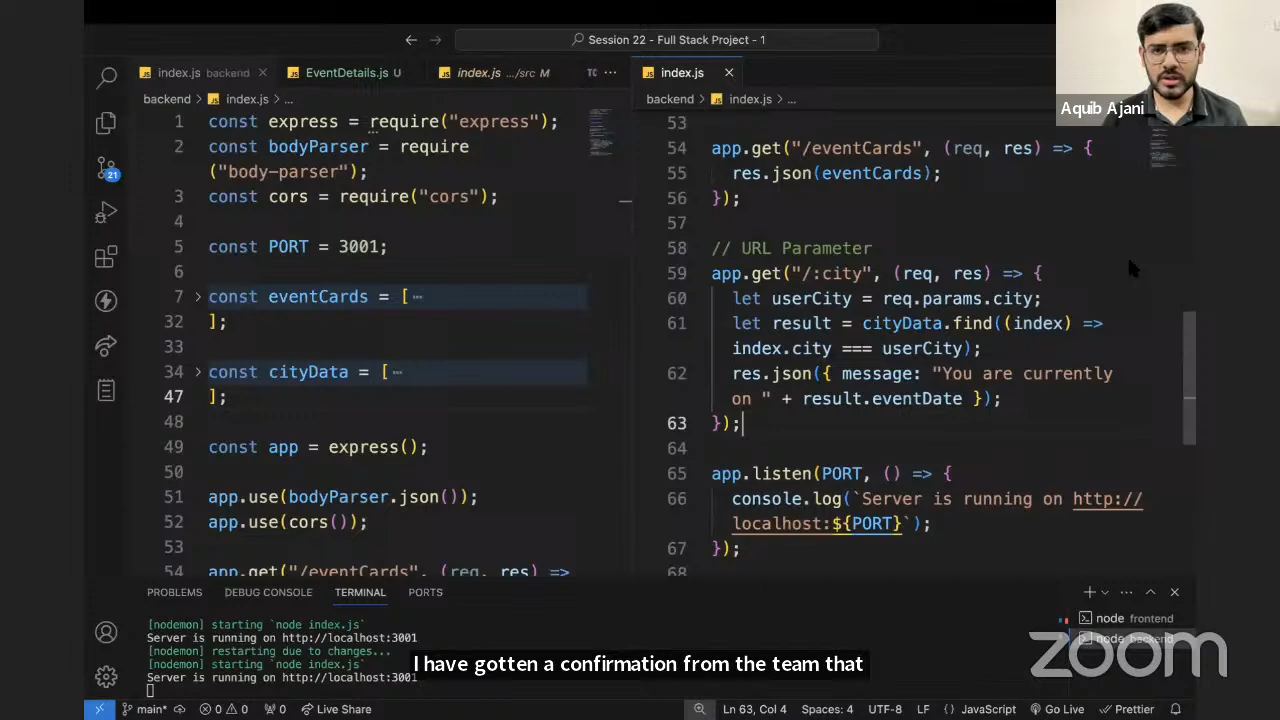 Session 22 - Full Stack Project - 1
Aquib Ajani
index.js backend
EventDetails.js U
index.js .../src M
index.js
backend > index.js > ...
backend > index.js > ...
1 const express = require("express");
2 const bodyParser = require
("body-parser");
3 const cors = require("cors");
4
5 const PORT = 3001;
6
7 const eventCards = [
32 ];
33
34 const cityData = [
47 ];
48
49 const app = express();
50
51 app.use(bodyParser.json());
52 app.use(cors());
53
54 app.get("/eventCards", (req, res) =>
53
54 app.get("/eventCards", (req, res) => {
55 res.json(eventCards);
56 });
57
58 // URL Parameter
59 app.get("/:city", (req, res) => {
60 let userCity = req.params.city;
61 let result = cityData.find((index) =>
index.city === userCity);
62 res.json({ message: "You are currently
on " + result.eventDate });
63 });
64
65 app.listen(PORT, () => {
66 console.log(`Server is running on http://
localhost:${PORT}`);
67 });
68
21
PROBLEMS DEBUG CONSOLE TERMINAL PORTS
[nodemon] starting `node index.js`
Server is running on http://localhost:3001
[nodemon] restarting due to changes...
[nodemon] starting `node index.js`
Server is running on http://localhost:3001
node frontend
node backend
zoom
I have gotten a confirmation from the team that
main* 0 0 0 Live Share
Ln 63, Col 4 Spaces: 4 UTF-8 LF {} JavaScript Go Live Prettier